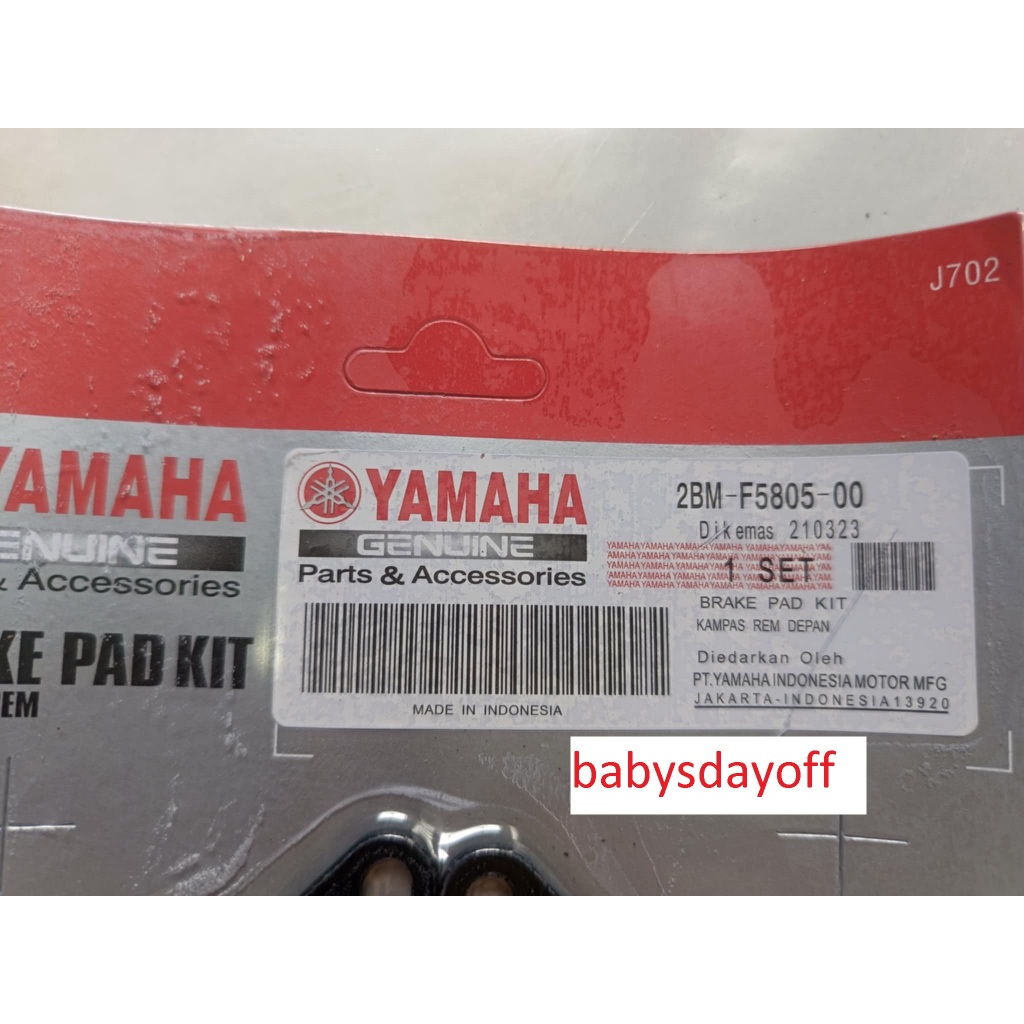 J702
YAMAHA
GENUINE
Parts & Accessories
2BM-F5805-00
Dikemas 210323
YAMAHAYAMAHAYAMAHAYAMAHAYAMAHAYAMAHAYAM
1 SET
BRAKE PAD KIT
KAMPAS REM DEPAN
Diedarkan Oleh
PT.YAMAHA INDONESIA MOTOR MFG
JAKARTA-INDONESIA13920
MADE IN INDONESIA
YAMAHA
GENUINE
& Accessories
KE PAD KIT
EM
babysdayoff